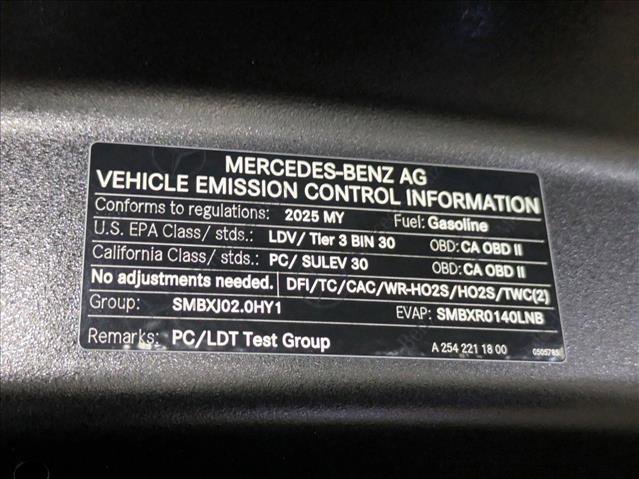 MERCEDES-BENZ AG
VEHICLE EMISSION CONTROL INFORMATION
Conforms to regulations: 2025 MY Fuel: Gasoline
U.S. EPA Class/ stds.: LDV/ Tier 3 BIN 30 OBD: CA OBD II
California Class/ stds.: PC/ SULEV 30 OBD: CA OBD II
No adjustments needed. DFI/TC/CAC/WR-HO2S/HO2S/TWC(2)
Group: SMBXJ02.0HY1 EVAP: SMBXR0140LNB
Remarks: PC/LDT Test Group A 254 221 18 00